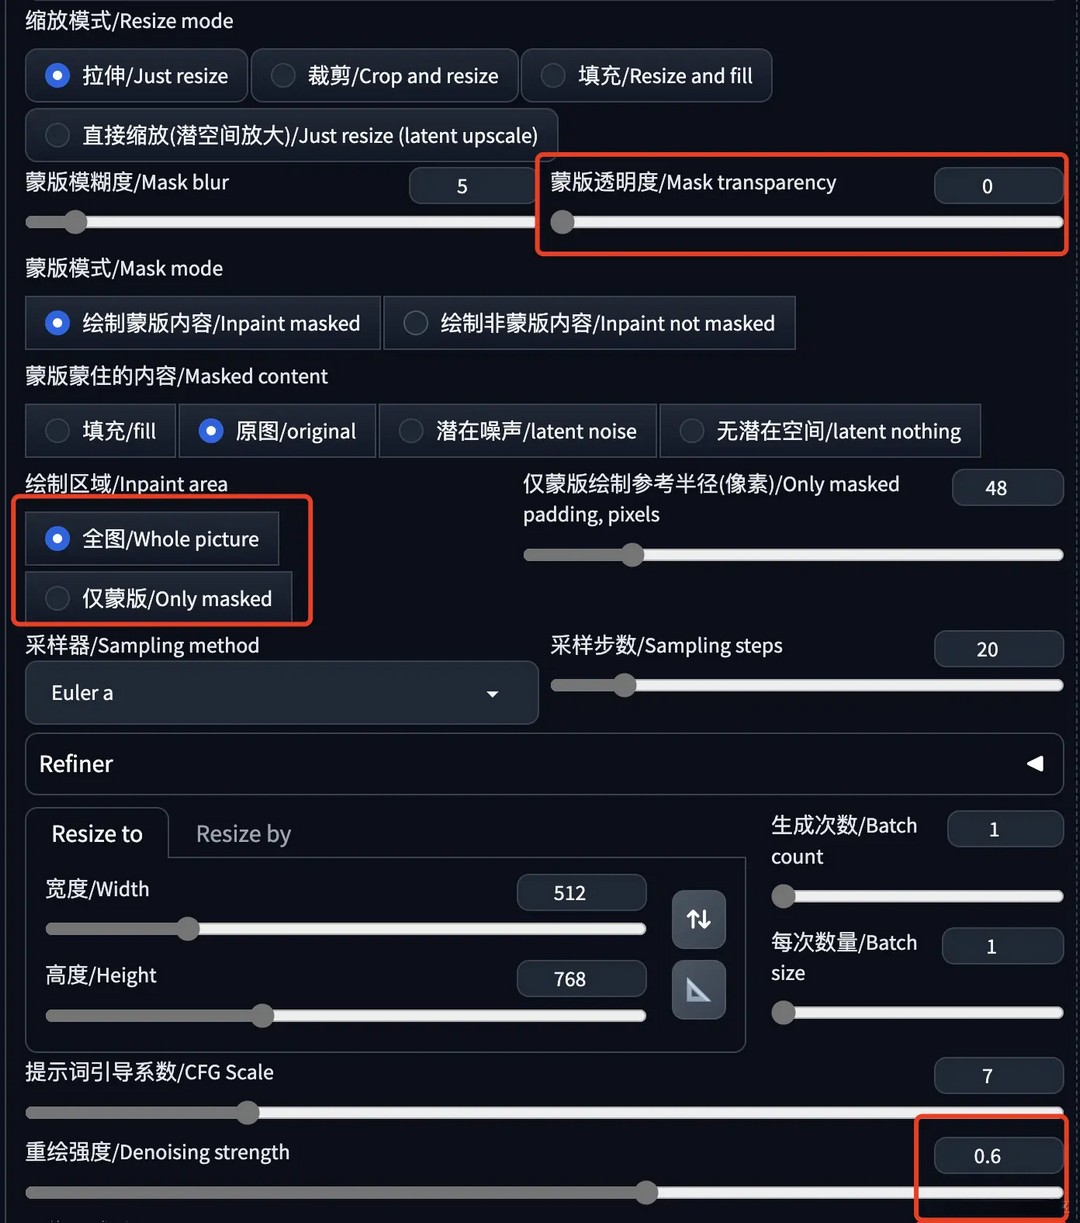 缩放模式/Resize mode
拉伸/Just resize
裁剪/Crop and resize
填充/Resize and fill
直接缩放(潜空间放大)/Just resize (latent upscale)
蒙版模糊度/Mask blur
5
蒙版透明度/Mask transparency
0
蒙版模式/Mask mode
绘制蒙版内容/Inpaint masked
绘制非蒙版内容/Inpaint not masked
蒙版蒙住的内容/Masked content
填充/fill
原图/original
潜在噪声/latent noise
无潜在空间/latent nothing
绘制区域/Inpaint area
全图/Whole picture
仅蒙版/Only masked
仅蒙版绘制参考半径(像素)/Only masked
padding, pixels
48
采样器/Sampling method
Euler a
采样步数/Sampling steps
20
Refiner
Resize to
Resize by
宽度/Width
512
高度/Height
768
生成次数/Batch
count
1
每次数量/Batch
size
1
提示词引导系数/CFG Scale
7
重绘强度/Denoising strength
0.6